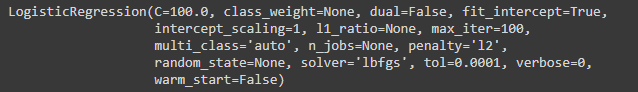 LogisticRegression(C=100.0, class_weight=None, dual=False, fit_intercept=True,
intercept_scaling=1, l1_ratio=None, max_iter=100,
multi_class='auto', n_jobs=None, penalty='l2',
random_state=None, solver='lbfgs', tol=0.0001, verbose=0,
warm_start=False)